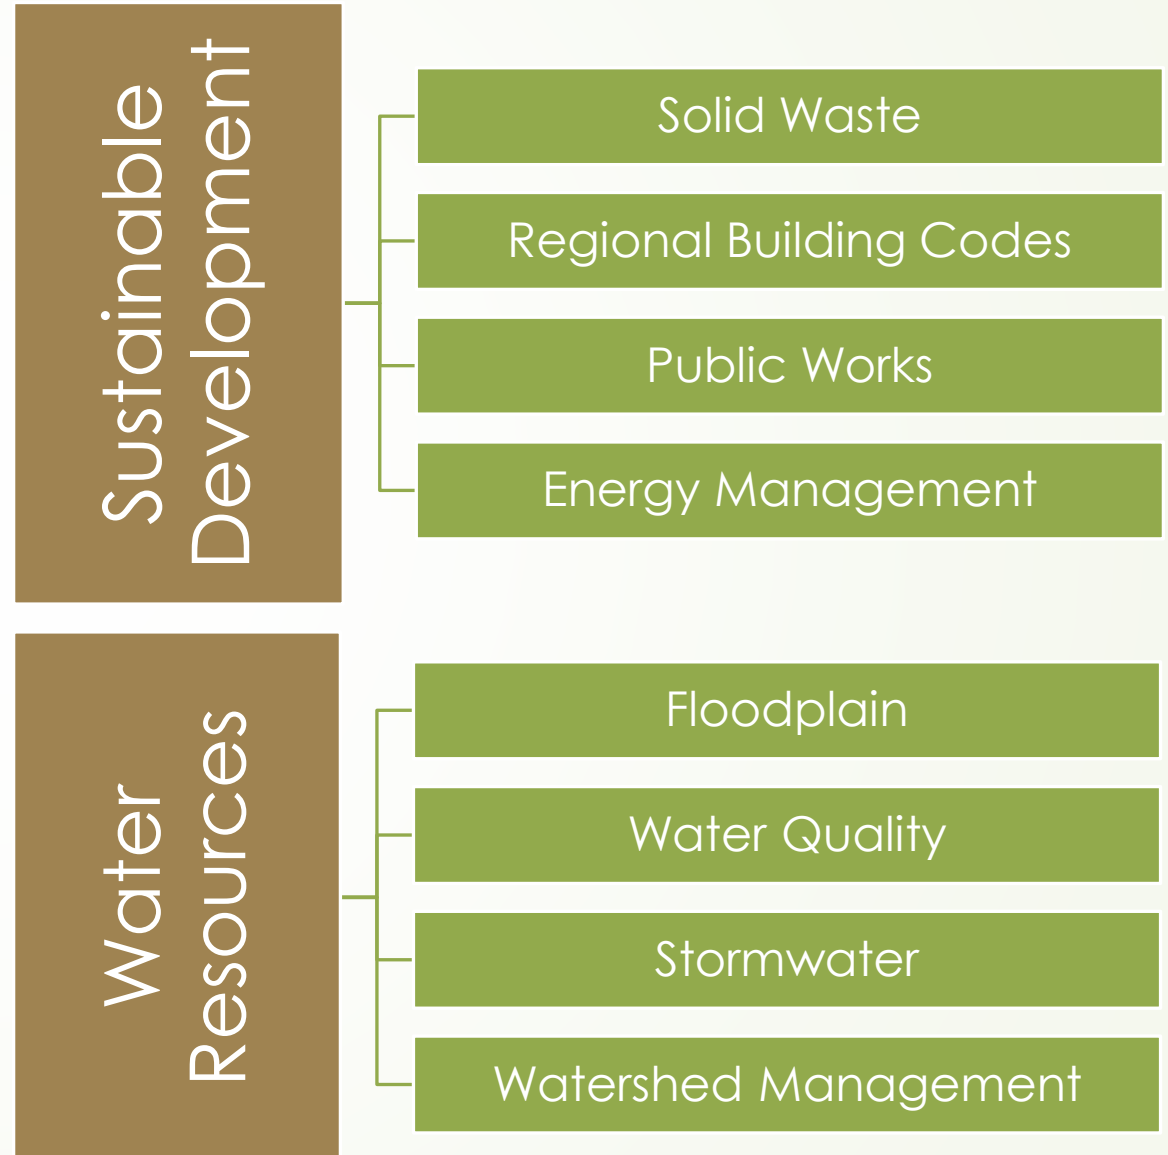 Sustainable
Development
Solid Waste
Regional Building Codes
Public Works
Energy Management
Water
Resources
Floodplain
Water Quality
Stormwater
Watershed Management